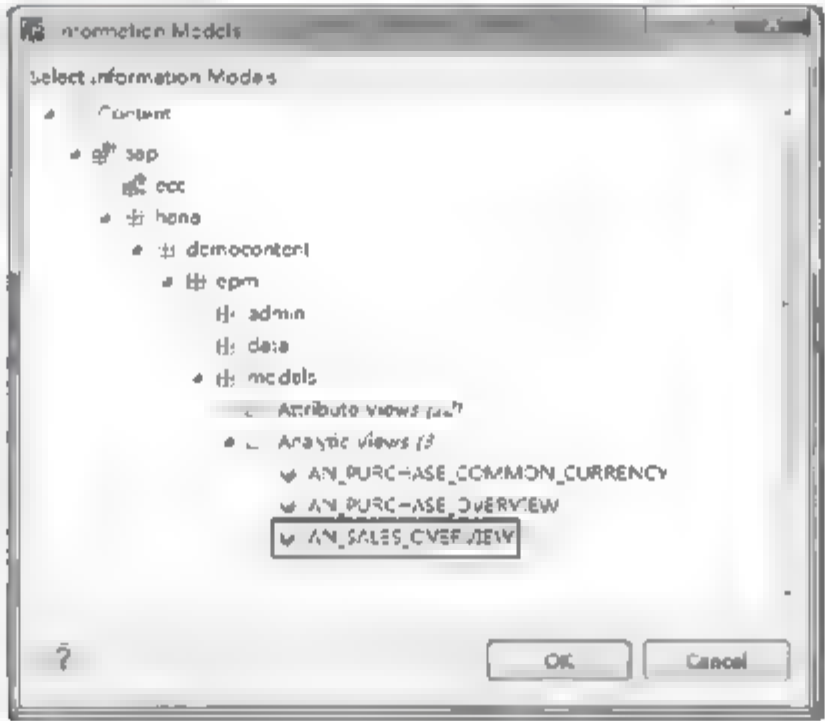 Information Models
Select Information Models
Content
sap
ecc
hana
democontent
epm
admin
data
models
Attribute Views
Analytic Views (3
AN_PURCHASE_COMMON_CURRENCY
AN_PURCHASE_OVERVIEW
AN_SALES_OVERVIEW
?
OK
Cancel